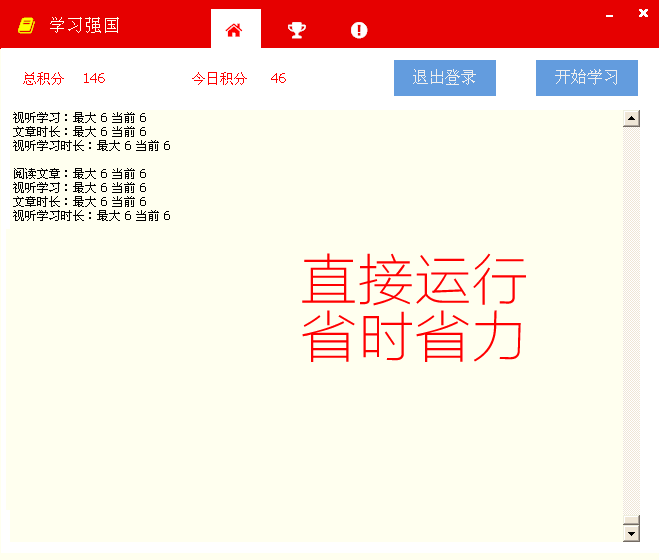 学习强国
总积分 146 今日积分 46 退出登录 开始学习
视听学习：最大 6 当前 6
文章时长：最大 6 当前 6
视听学习时长：最大 6 当前 6
阅读文章：最大 6 当前 6
视听学习：最大 6 当前 6
文章时长：最大 6 当前 6
视听学习时长：最大 6 当前 6
直接运行
省时省力